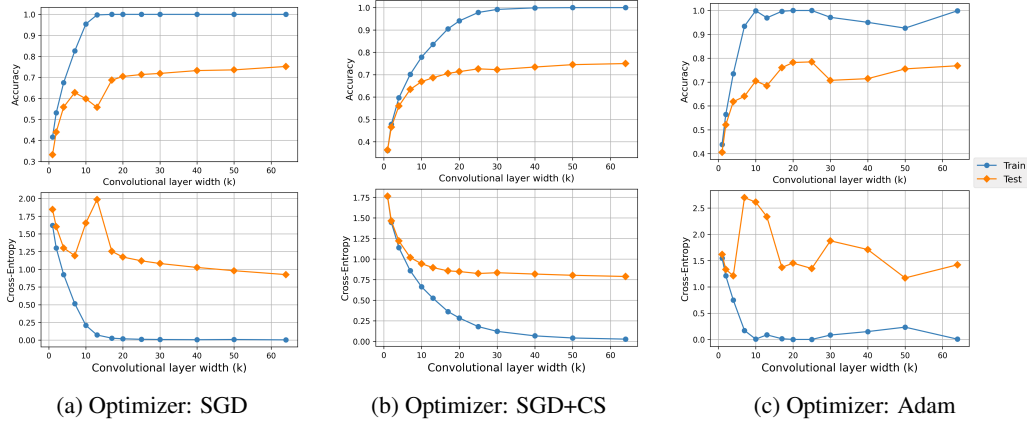 1.0
0.9
0.8
0.7
0.6
0.5
0.4
0.3
Accuracy
0 10 20 30 40 50 60
Convolutional layer width (k)
2.00
1.75
1.50
1.25
1.00
0.75
0.50
0.25
0.00
Cross-Entropy
0 10 20 30 40 50 60
Convolutional layer width (k)
(a) Optimizer: SGD
1.0
0.9
0.8
0.7
0.6
0.5
0.4
Accuracy
0 10 20 30 40 50 60
Convolutional layer width (k)
1.75
1.50
1.25
1.00
0.75
0.50
0.25
0.00
Cross-Entropy
0 10 20 30 40 50 60
Convolutional layer width (k)
(b) Optimizer: SGD+CS
1.0
0.9
0.8
0.7
0.6
0.5
0.4
Accuracy
0 10 20 30 40 50 60
Convolutional layer width (k)
2.5
2.0
1.5
1.0
0.5
0.0
Cross-Entropy
0 10 20 30 40 50 60
Convolutional layer width (k)
(c) Optimizer: Adam
Train
Test